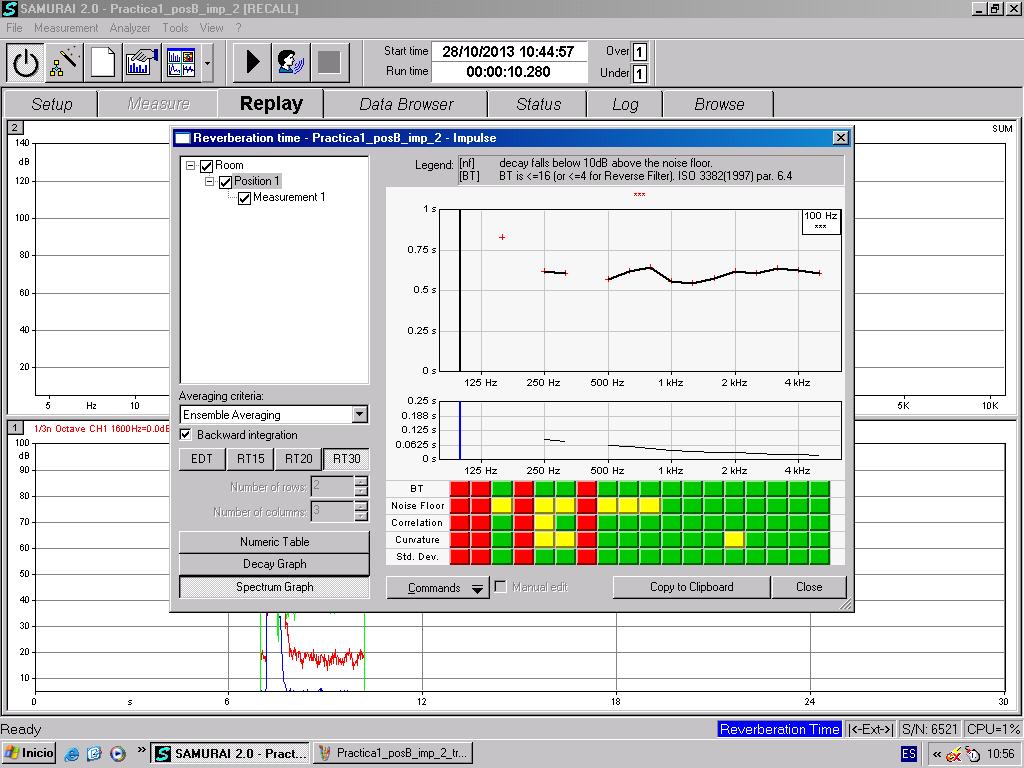 SAMURAI 2.0 - Practica1_posB_imp_2 [RECALL]
File Measurement Analyzer Tools View ?
Start time 28/10/2013 10:44:57 Over 1
Run time 00:00:10.280 Under 1
Setup Measure Replay Data Browser Status Log Browse
2
SUM
140
dB
120
100
80
60
40
20
5 Hz 10 5K 10K
Reverberation time - Practica1_posB_imp_2 - Impulse
Room
Position 1
Measurement 1
Legend: [nf] decay falls below 10dB above the noise floor.
[BT] BT is <=16 (or <=4 for Reverse Filter). ISO 3382(1997) par. 6.4
***
1 s
0.75 s
0.5 s
0.25 s
0 s
100 Hz
***
125 Hz 250 Hz 500 Hz 1 kHz 2 kHz 4 kHz
0.25 s
0.188 s
0.125 s
0.0625 s
0 s
125 Hz 250 Hz 500 Hz 1 kHz 2 kHz 4 kHz
Averaging criteria:
Ensemble Averaging
Backward integration
EDT RT15 RT20 RT30
Number of rows: 2
Number of columns: 3
Numeric Table
Decay Graph
Spectrum Graph
BT
Noise Floor
Correlation
Curvature
Std. Dev.
Commands Manual edit Copy to Clipboard Close
1 1/3n Octave CH1 1600Hz=0.0dB
100
dB
90
80
70
60
50
40
30
20
10
0 s 6 12 18 24 30
Ready Reverberation Time |<-Ext->| S/N: 6521 CPU=1%
Inicio » SAMURAI 2.0 - Pract... Practica1_posB_imp_2_tr... ES « 10:56